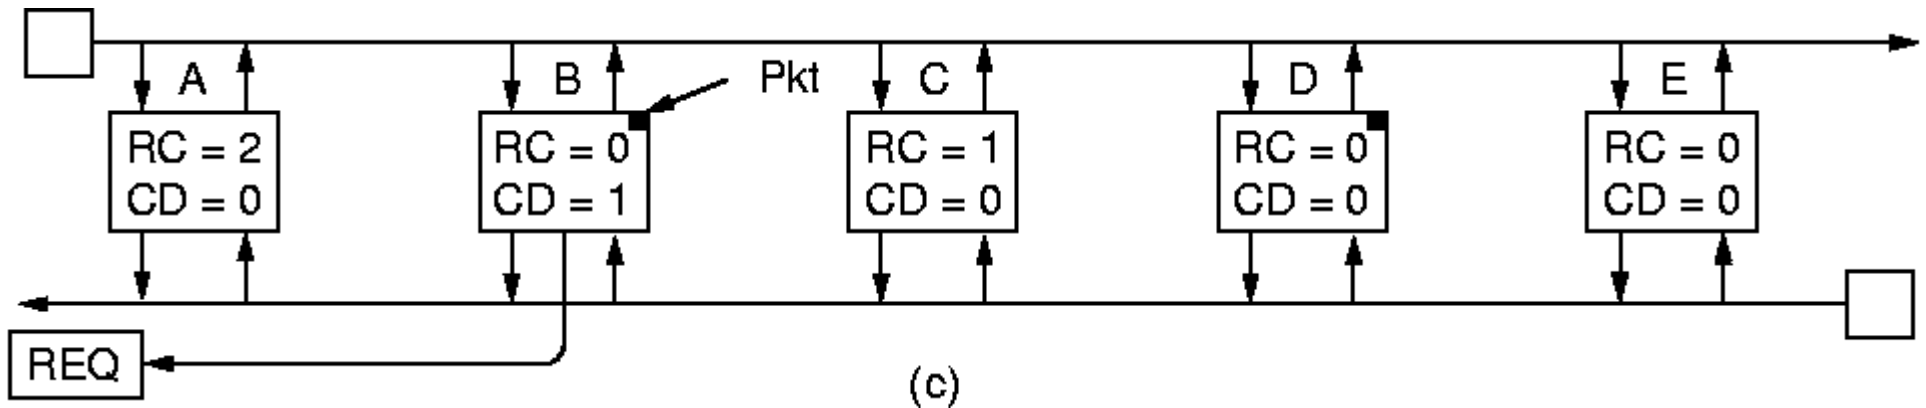 A B Pkt C D E
RC = 2 RC = 0 RC = 1 RC = 0 RC = 0
CD = 0 CD = 1 CD = 0 CD = 0 CD = 0
REQ
(c)